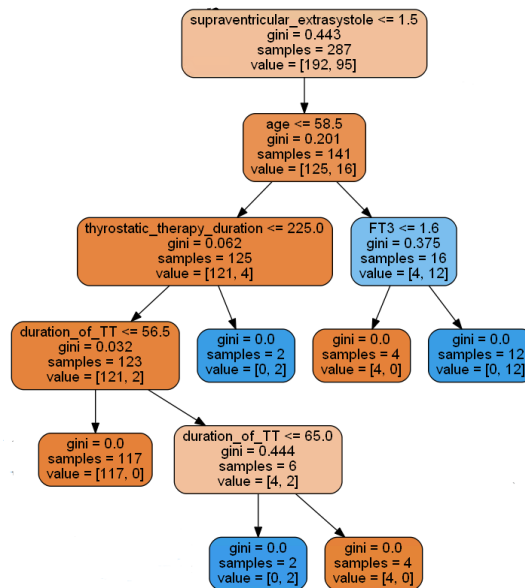 supraventricular_extrasystole <= 1.5
gini = 0.443
samples = 287
value = [192, 95]
age <= 58.5
gini = 0.201
samples = 141
value = [125, 16]
thyrostatic_therapy_duration <= 225.0
gini = 0.062
samples = 125
value = [121, 4]
FT3 <= 1.6
gini = 0.375
samples = 16
value = [4, 12]
duration_of_TT <= 56.5
gini = 0.032
samples = 123
value = [121, 2]
gini = 0.0
samples = 2
value = [0, 2]
gini = 0.0
samples = 4
value = [4, 0]
gini = 0.0
samples = 12
value = [0, 12]
gini = 0.0
samples = 117
value = [117, 0]
duration_of_TT <= 65.0
gini = 0.444
samples = 6
value = [4, 2]
gini = 0.0
samples = 2
value = [0, 2]
gini = 0.0
samples = 4
value = [4, 0]